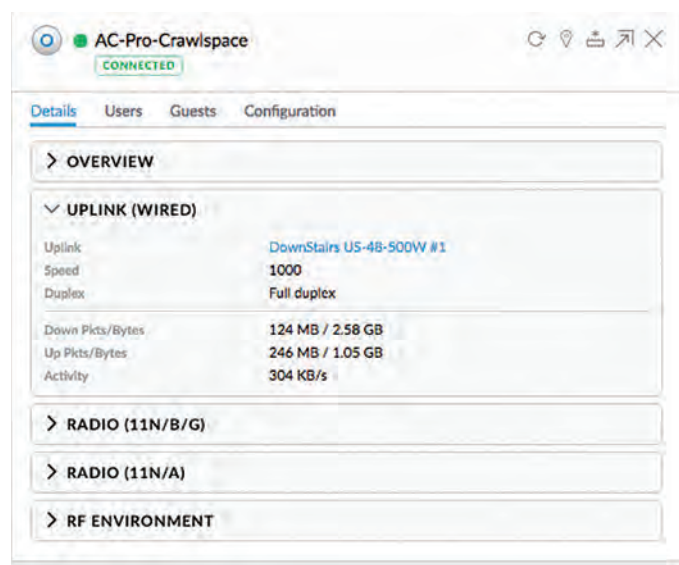 AC-Pro-Crawlspace
CONNECTED
Details Users Guests Configuration
OVERVIEW
UPLINK (WIRED)
Uplink DownStairs US-48-500W #1
Speed 1000
Duplex Full duplex
Down Pkts/Bytes 124 MB / 2.58 GB
Up Pkts/Bytes 246 MB / 1.05 GB
Activity 304 KB/s
RADIO (11N/B/G)
RADIO (11N/A)
RF ENVIRONMENT